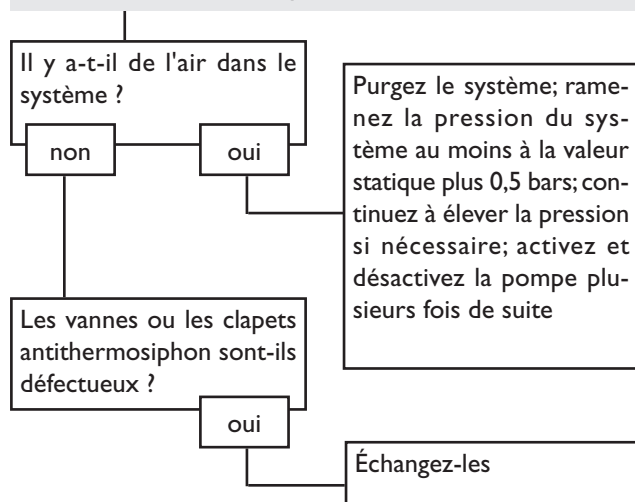 Il y a-t-il de l'air dans le
système ?
non
oui
Purgez le système; rame-
nez la pression du sys-
tème au moins à la valeur
statique plus 0,5 bars; con-
tinuez à élever la pression
si nécessaire; activez et
désactivez la pompe plu-
sieurs fois de suite
Les vannes ou les clapets
antithermosiphon sont-ils
défectueux ?
oui
Échangez-les